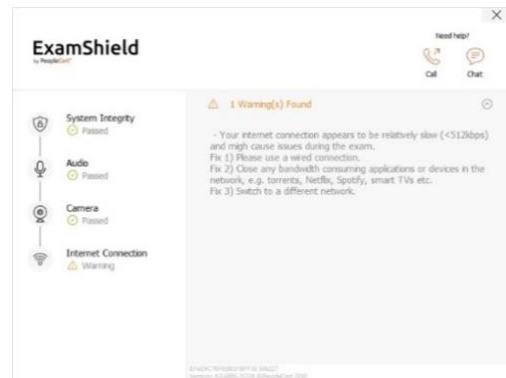 Need help?
ExamShield
by PeopleCert
Call
Chat
1 Warning(s) Found
System Integrity
Passed
- Your internet connection appears to be relatively slow (<512kbps)
and migh cause issues during the exam.
Fix 1) Please use a wired connection.
Audio
Passed
Fix 2) Close any bandwidth consuming applications or devices in the
network, e.g. torrents, Netflix, Spotify, smart TVs etc.
Fix 3) Switch to a different network.
Camera
Passed
Internet Connection
Warning